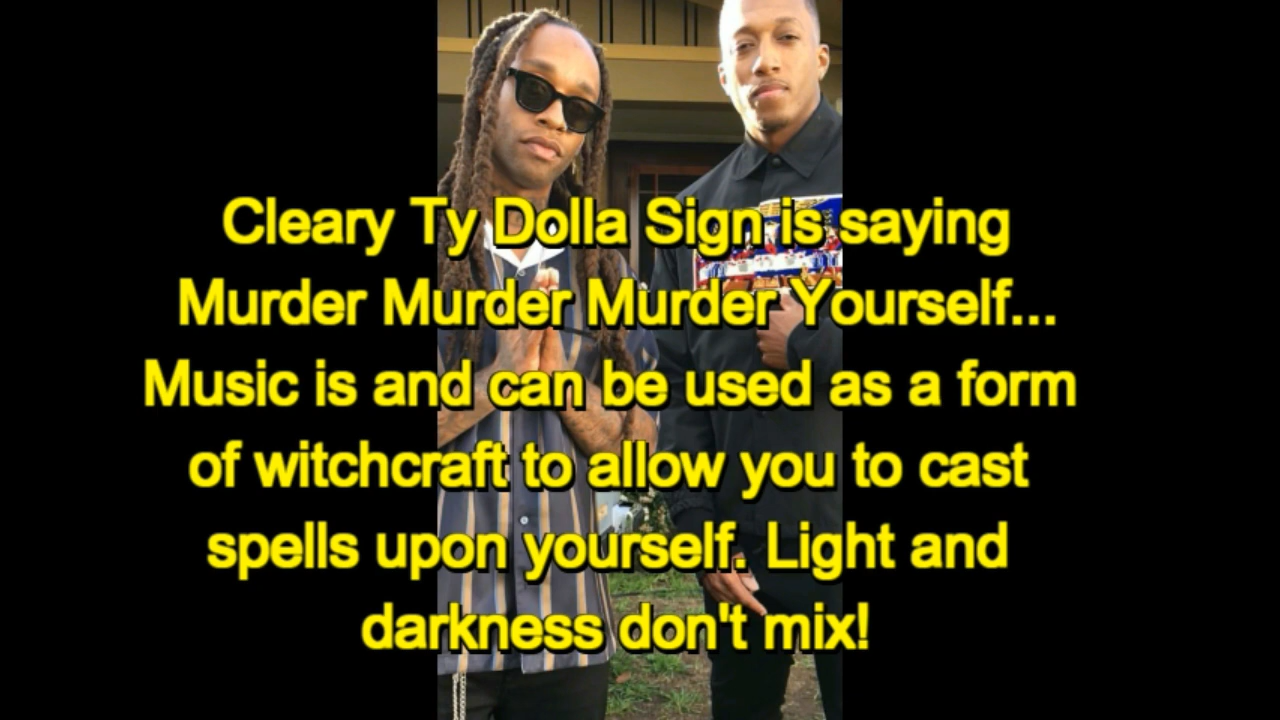 Cleary Ty Dolla Sign is saying
Murder Murder Murder Yourself...
Music is and can be used as a form
of witchcraft to allow you to cast
spells upon yourself. Light and
darkness don't mix!